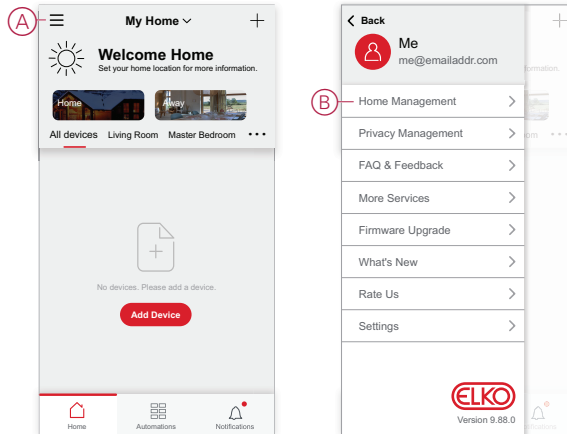 A
My Home
Welcome Home
Set your home location for more information.
Home
Away
All devices Living Room Master Bedroom
No devices. Please add a device.
Add Device
Home Automations Notifications
Back
Me
me@emailaddr.com
B
Home Management
Privacy Management
FAQ & Feedback
More Services
Firmware Upgrade
What's New
Rate Us
Settings
ELKO
Version 9.88.0